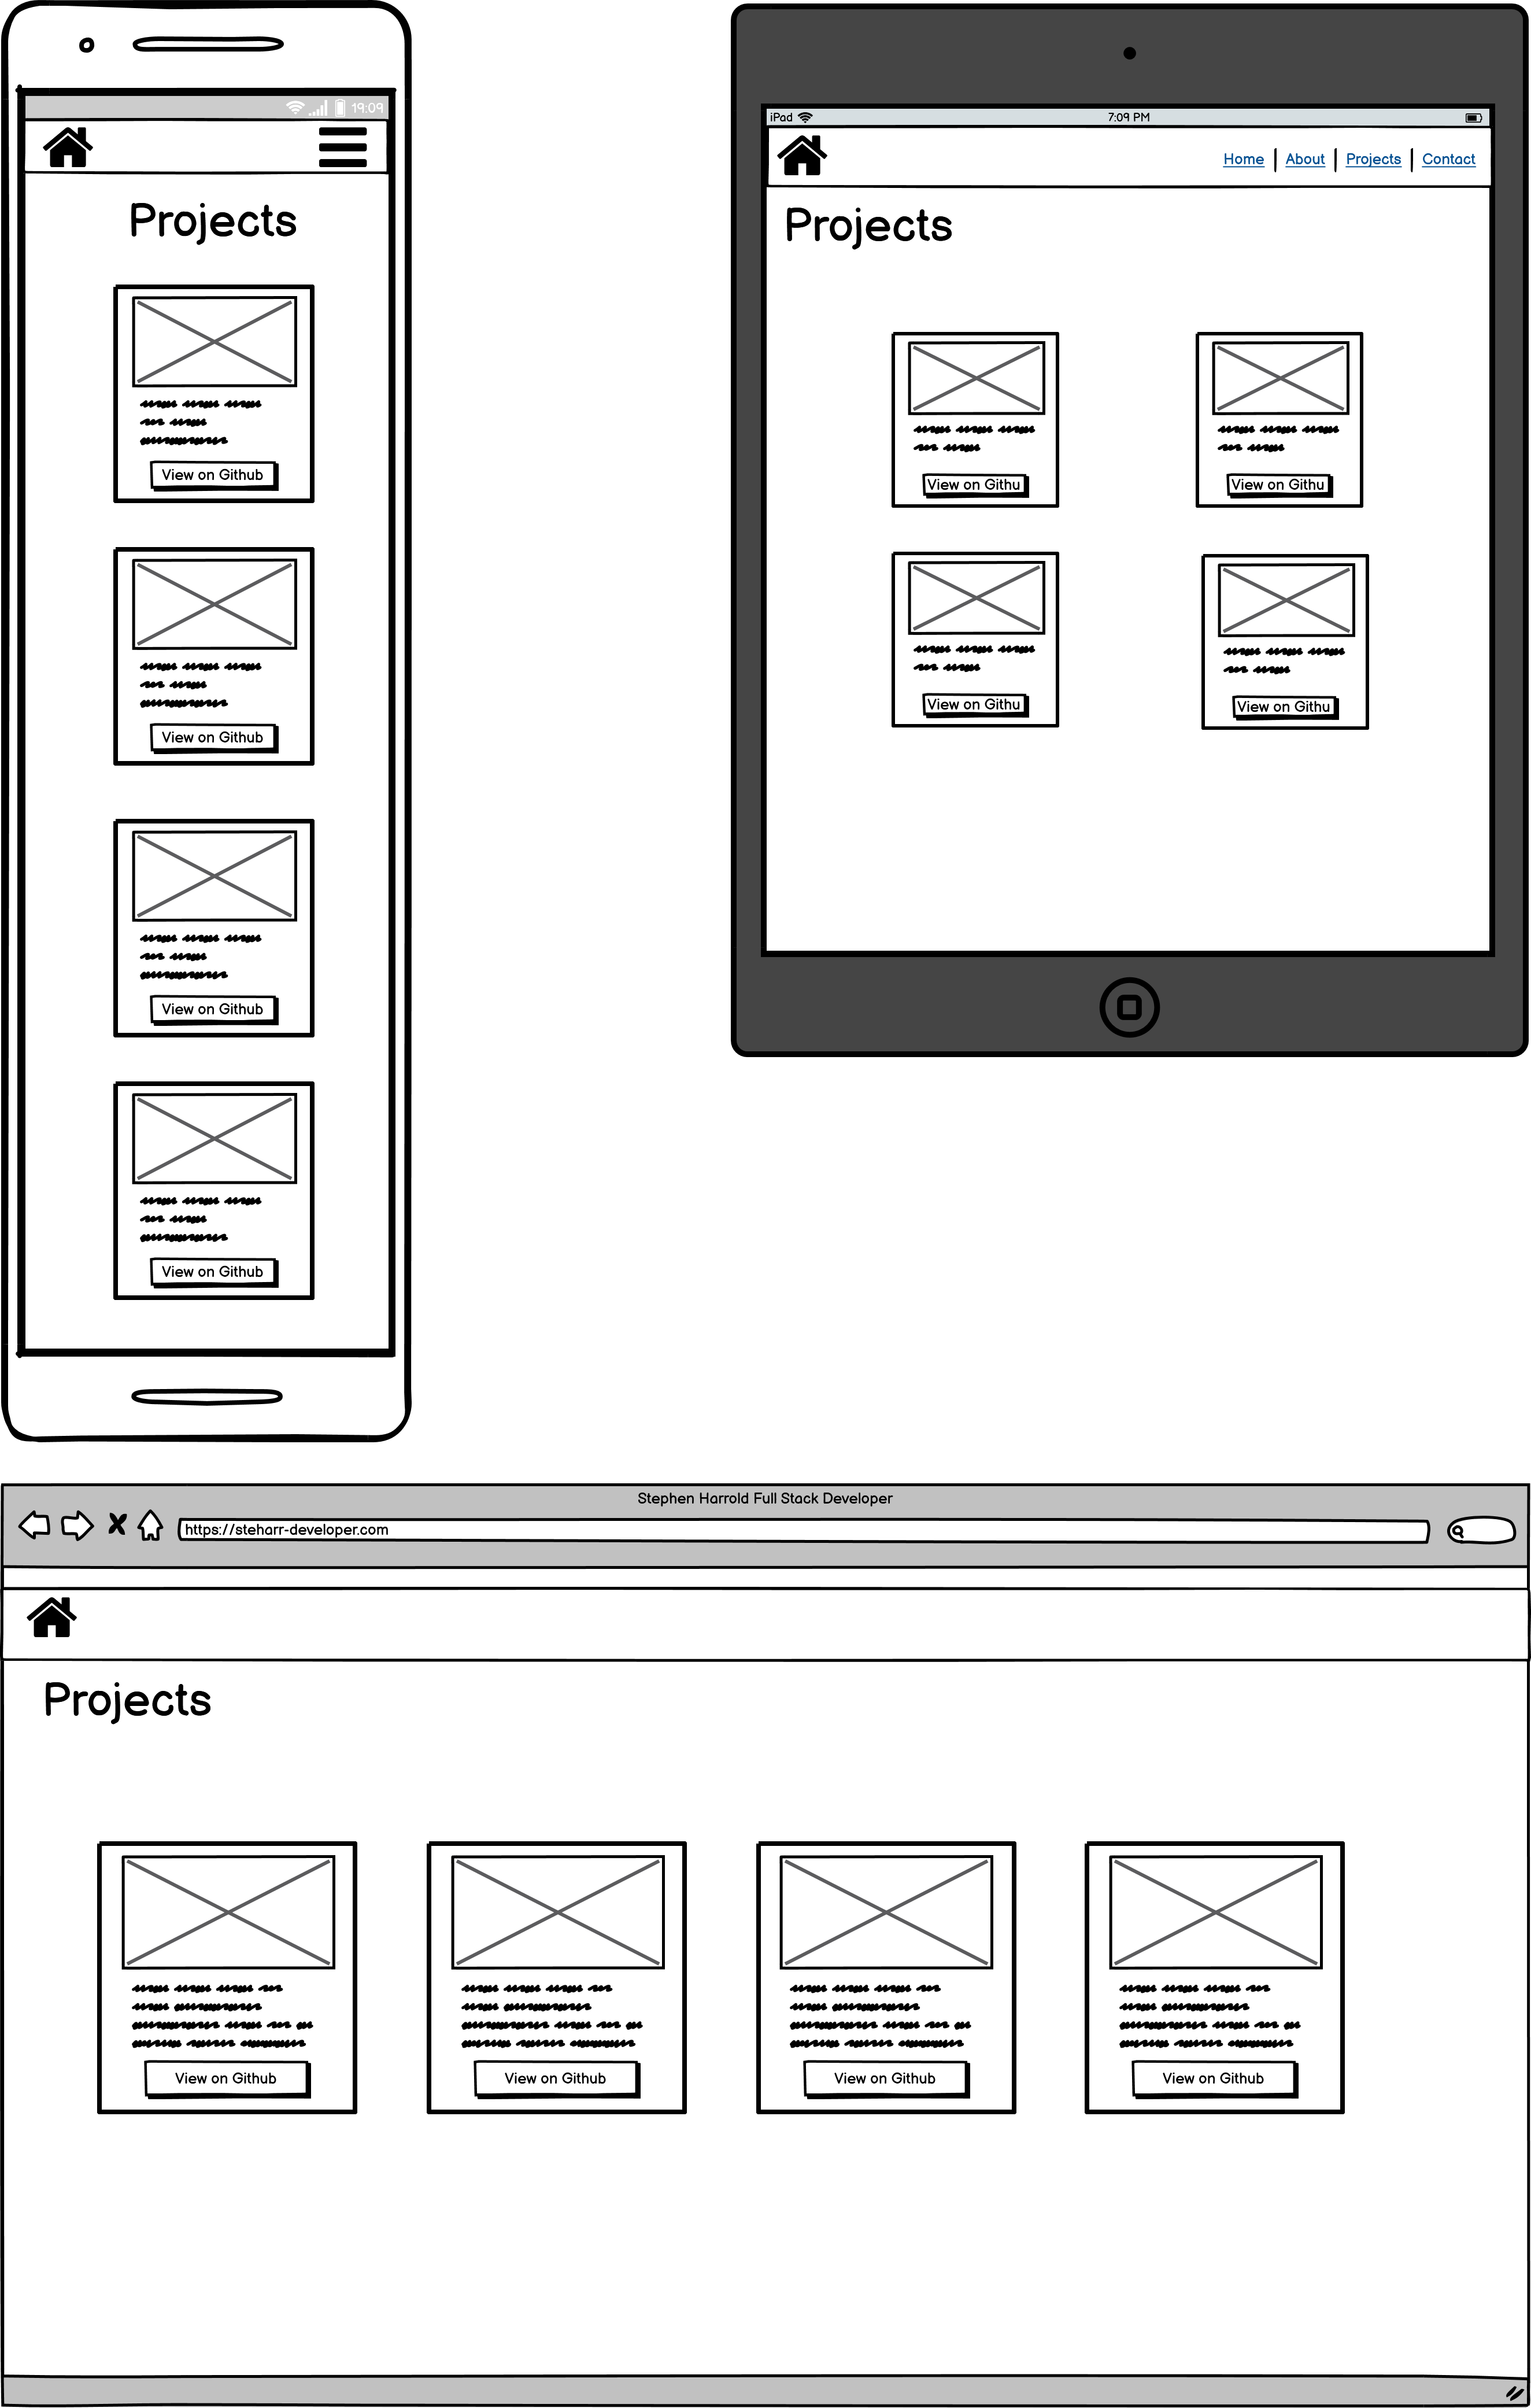 19:09
Projects
View on Github
View on Github
View on Github
View on Github
iPad 7:09 PM
Home About Projects Contact
Projects
View on Githu View on Githu
View on Githu View on Githu
Stephen Harrold Full Stack Developer
https://steharr-developer.com
Projects
View on Github View on Github View on Github View on Github